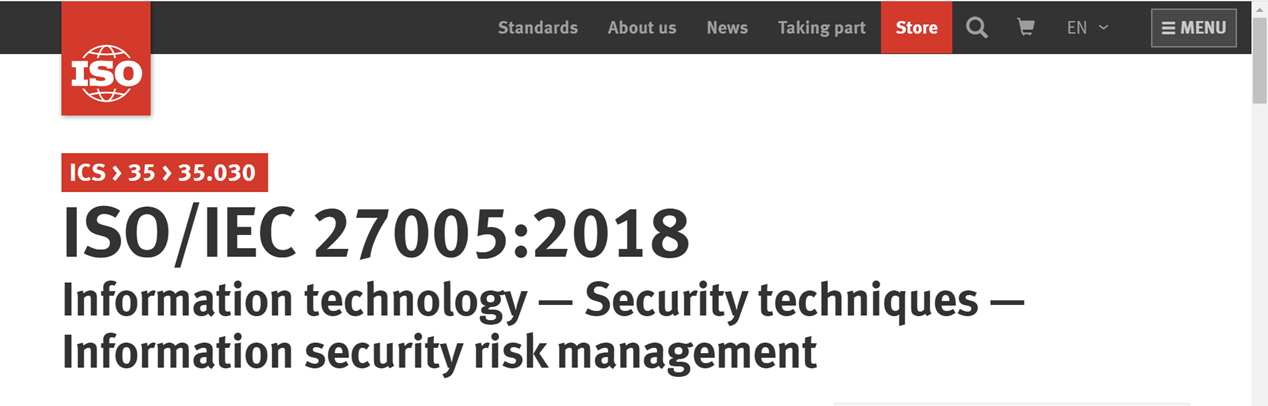 Standards About us News Taking part Store EN MENU
ISO
ICS › 35 › 35.030
ISO/IEC 27005:2018
Information technology — Security techniques —
Information security risk management